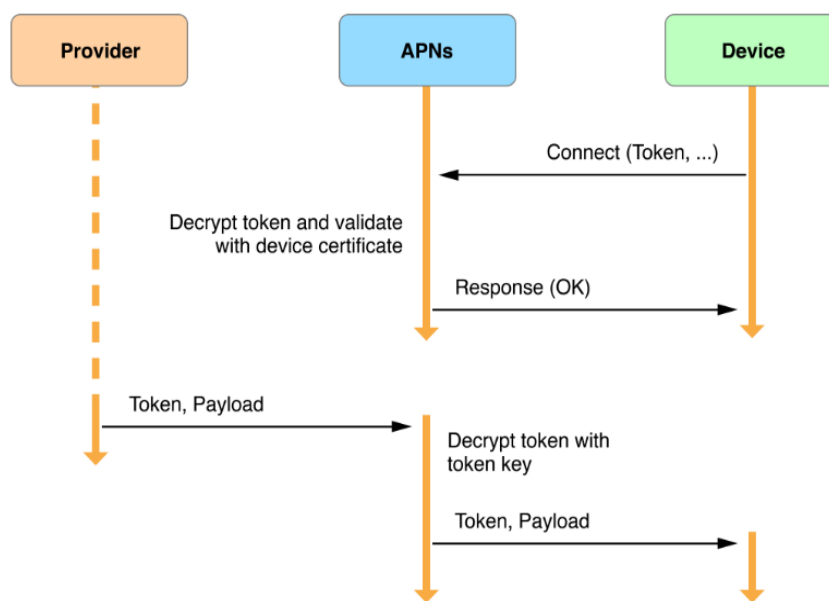 Provider
APNs
Device
Connect (Token, ...)
Decrypt token and validate
with device certificate
Response (OK)
Token, Payload
Decrypt token with
token key
Token, Payload